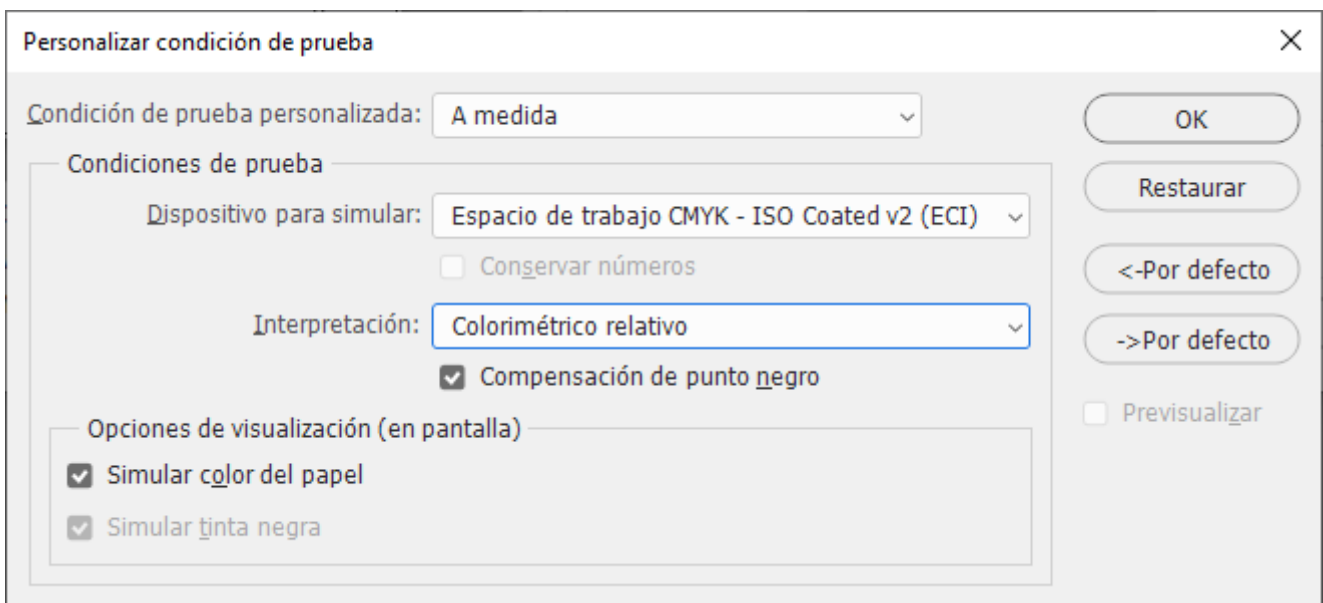 Personalizar condición de prueba
Condición de prueba personalizada: A medida
OK
Condiciones de prueba
Restaurar
Dispositivo para simular: Espacio de trabajo CMYK - ISO Coated v2 (ECI)
Conservar números
<-Por defecto
Interpretación: Colorimétrico relativo
->Por defecto
Compensación de punto negro
Previsualizar
Opciones de visualización (en pantalla)
Simular color del papel
Simular tinta negra